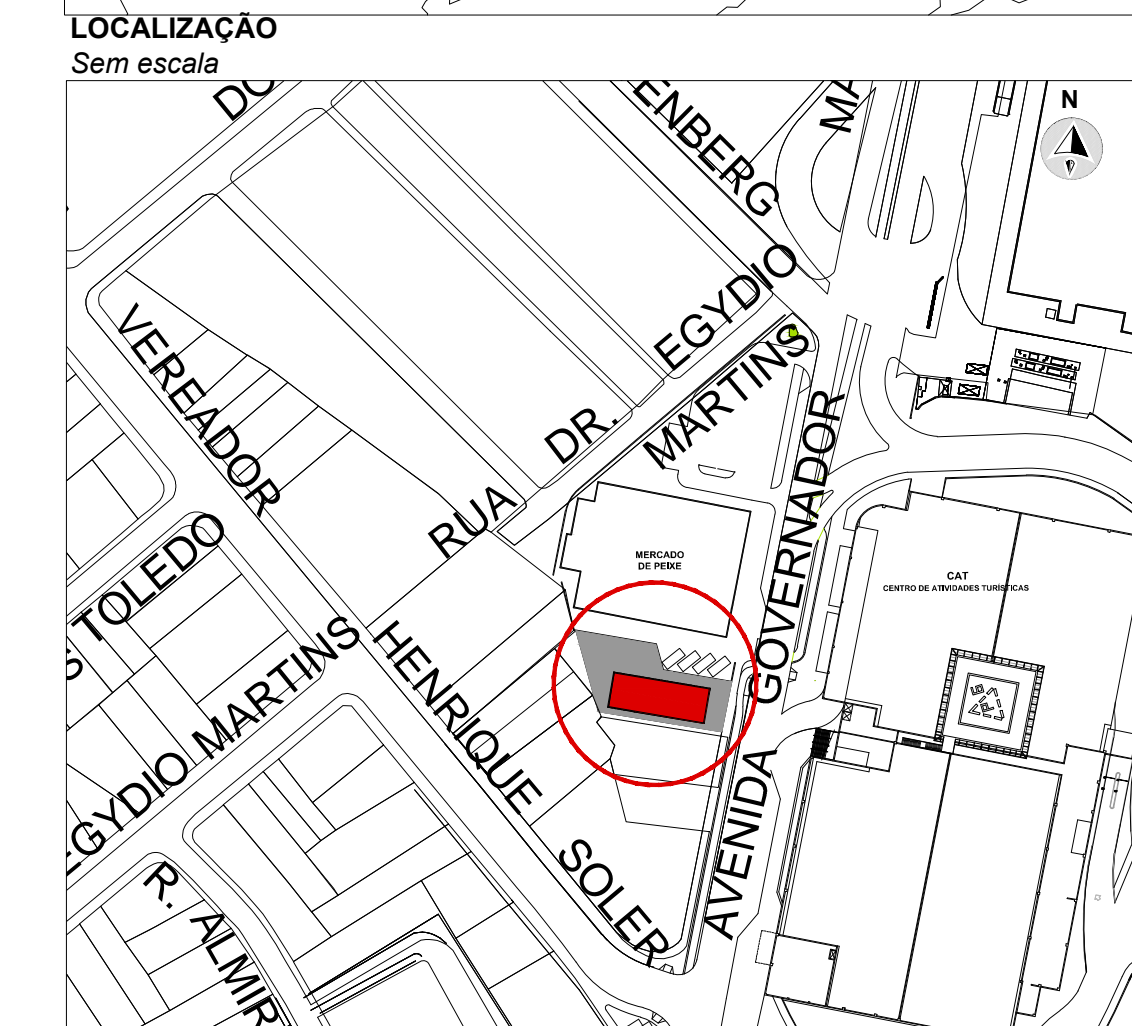 LOCALIZAÇÃO
Sem escala
N
DO
ENBERG
MA
RUA DR. EGYDIO MARTINS
VEREADOR HENRIQUE SOLER
AVENIDA GOVERNADOR
MERCADO
DE PEIXE
CAT
CENTRO DE ATIVIDADES TURÍSTICAS
S TOLEDO
EGYDIO MARTINS
R. ALMIR